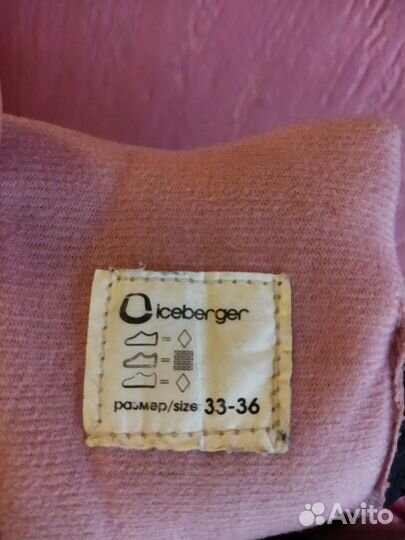 iceberger
=
=
=
размер/size: 33-36
Avito